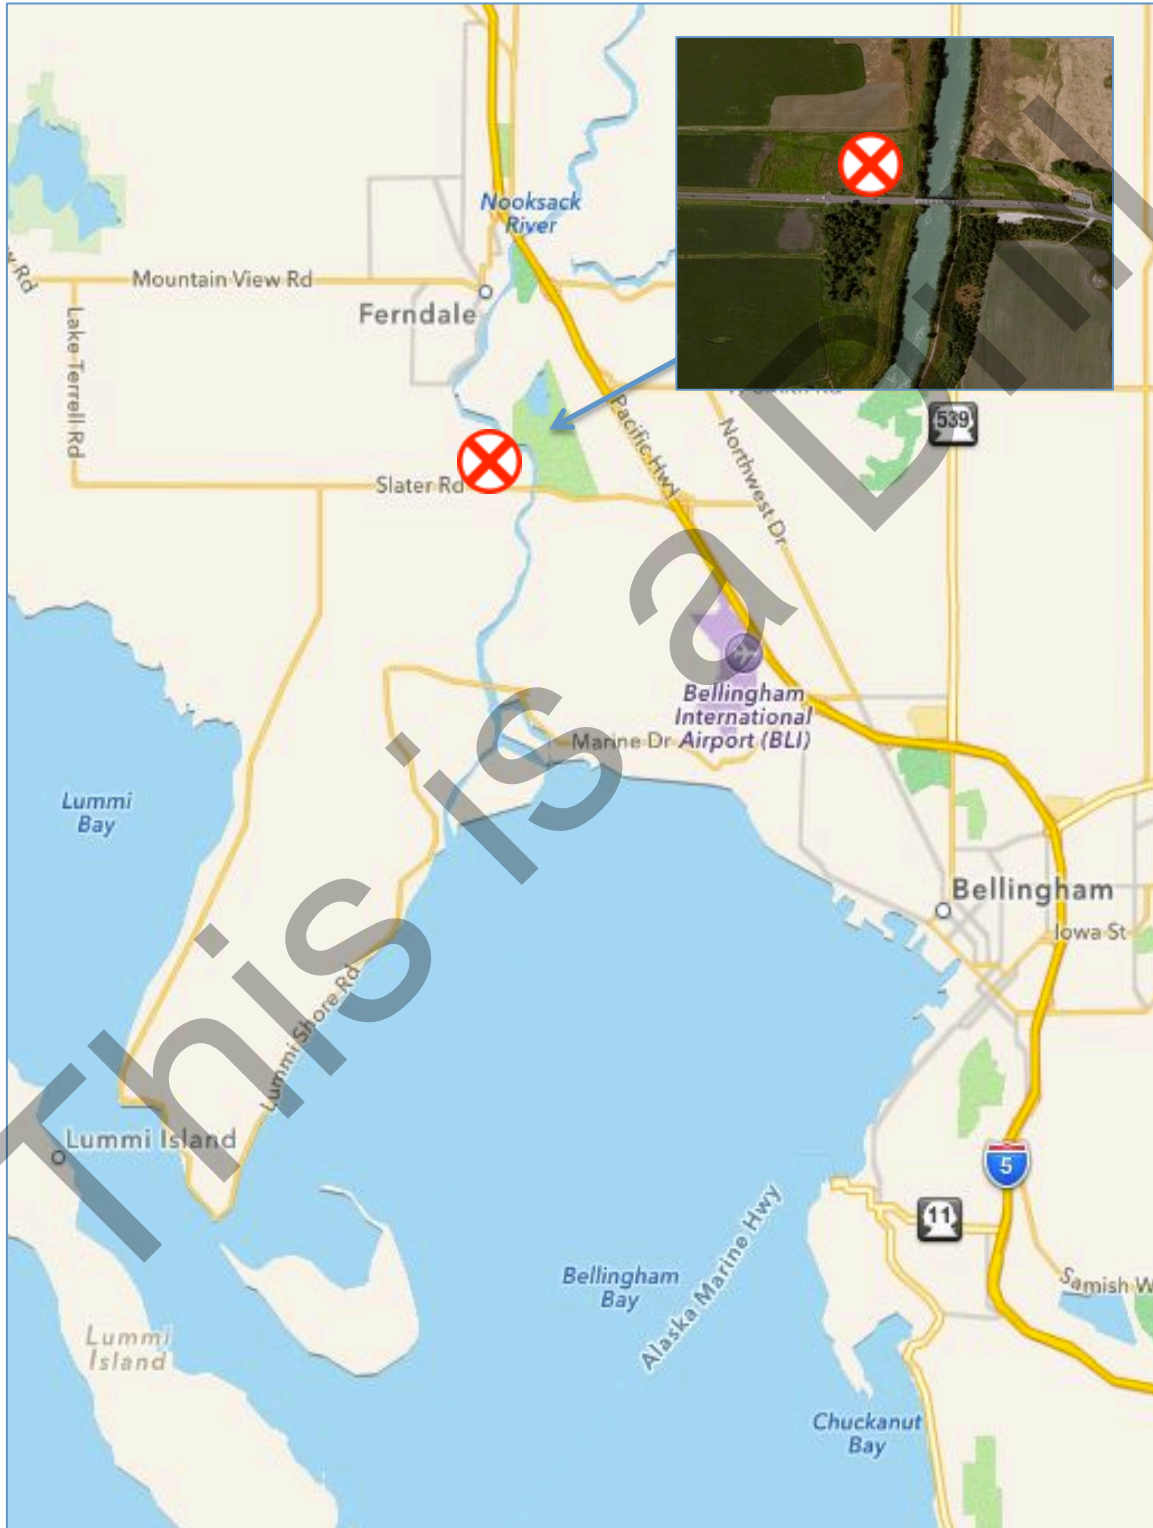 Nooksack
River
w Rd
Mountain View Rd
Ferndale
Lake Terrell Rd
539
Pacific Hwy
Northwest Dr
Slater Rd
Bellingham
International
Airport (BLI)
Marine Dr
Lummi
Bay
Bellingham
Iowa St
Lummi Shore Rd
Lummi Island
5
11
Samish W
Bellingham
Bay
Alaska Marine Hwy
Lummi
Island
Chuckanut
Bay
This is a Drill